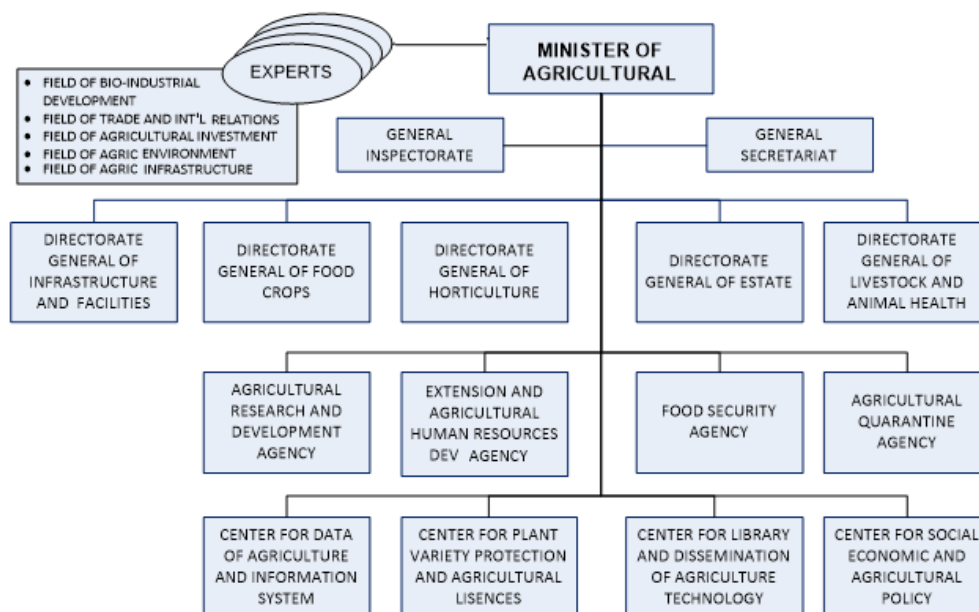 MINISTER OF
AGRICULTURAL
EXPERTS
• FIELD OF BIO-INDUSTRIAL
DEVELOPMENT
• FIELD OF TRADE AND INT'L RELATIONS
• FIELD OF AGRICULTURAL INVESTMENT
• FIELD OF AGRIC ENVIRONMENT
• FIELD OF AGRIC INFRASTRUCTURE
GENERAL
INSPECTORATE
GENERAL
SECRETARIAT
DIRECTORATE
GENERAL OF
INFRASTRUCTURE
AND FACILITIES
DIRECTORATE
GENERAL OF FOOD
CROPS
DIRECTORATE
GENERAL OF
HORTICULTURE
DIRECTORATE
GENERAL OF ESTATE
DIRECTORATE
GENERAL OF
LIVESTOCK AND
ANIMAL HEALTH
AGRICULTURAL
RESEARCH AND
DEVELOPMENT
AGENCY
EXTENSION AND
AGRICULTURAL
HUMAN RESOURCES
DEV AGENCY
FOOD SECURITY
AGENCY
AGRICULTURAL
QUARANTINE
AGENCY
CENTER FOR DATA
OF AGRICULTURE
AND INFORMATION
SYSTEM
CENTER FOR PLANT
VARIETY PROTECTION
AND AGRICULTURAL
LISENCES
CENTER FOR LIBRARY
AND DISSEMINATION
OF AGRICULTURE
TECHNOLOGY
CENTER FOR SOCIAL
ECONOMIC AND
AGRICULTURAL
POLICY